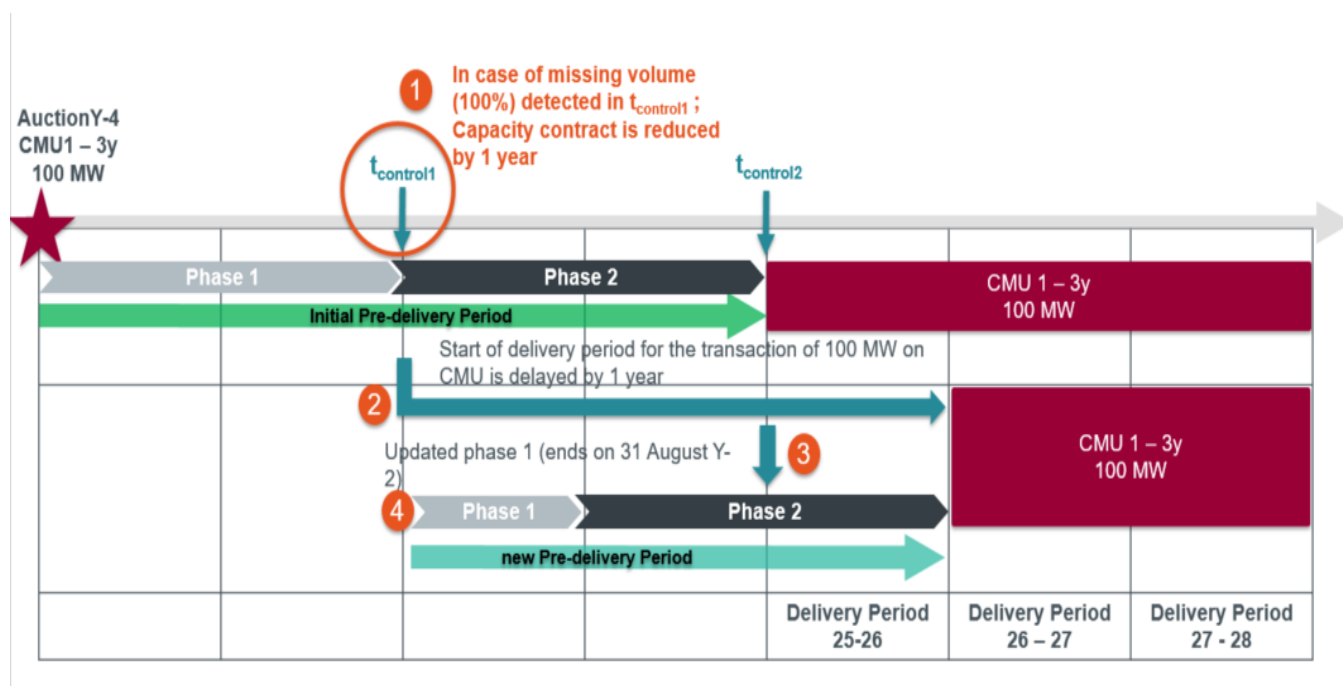 AuctionY-4
CMU1 – 3y
100 MW
1
In case of missing volume
(100%) detected in tcontrol1 ;
Capacity contract is reduced
by 1 year
tcontrol1
tcontrol2
Phase 1
Phase 2
CMU 1 – 3y
100 MW
Initial Pre-delivery Period
Start of delivery period for the transaction of 100 MW on
CMU is delayed by 1 year
2
CMU 1 – 3y
100 MW
Updated phase 1 (ends on 31 August Y-
2)
3
4
Phase 1
Phase 2
new Pre-delivery Period
Delivery Period
25-26
Delivery Period
26 – 27
Delivery Period
27 - 28